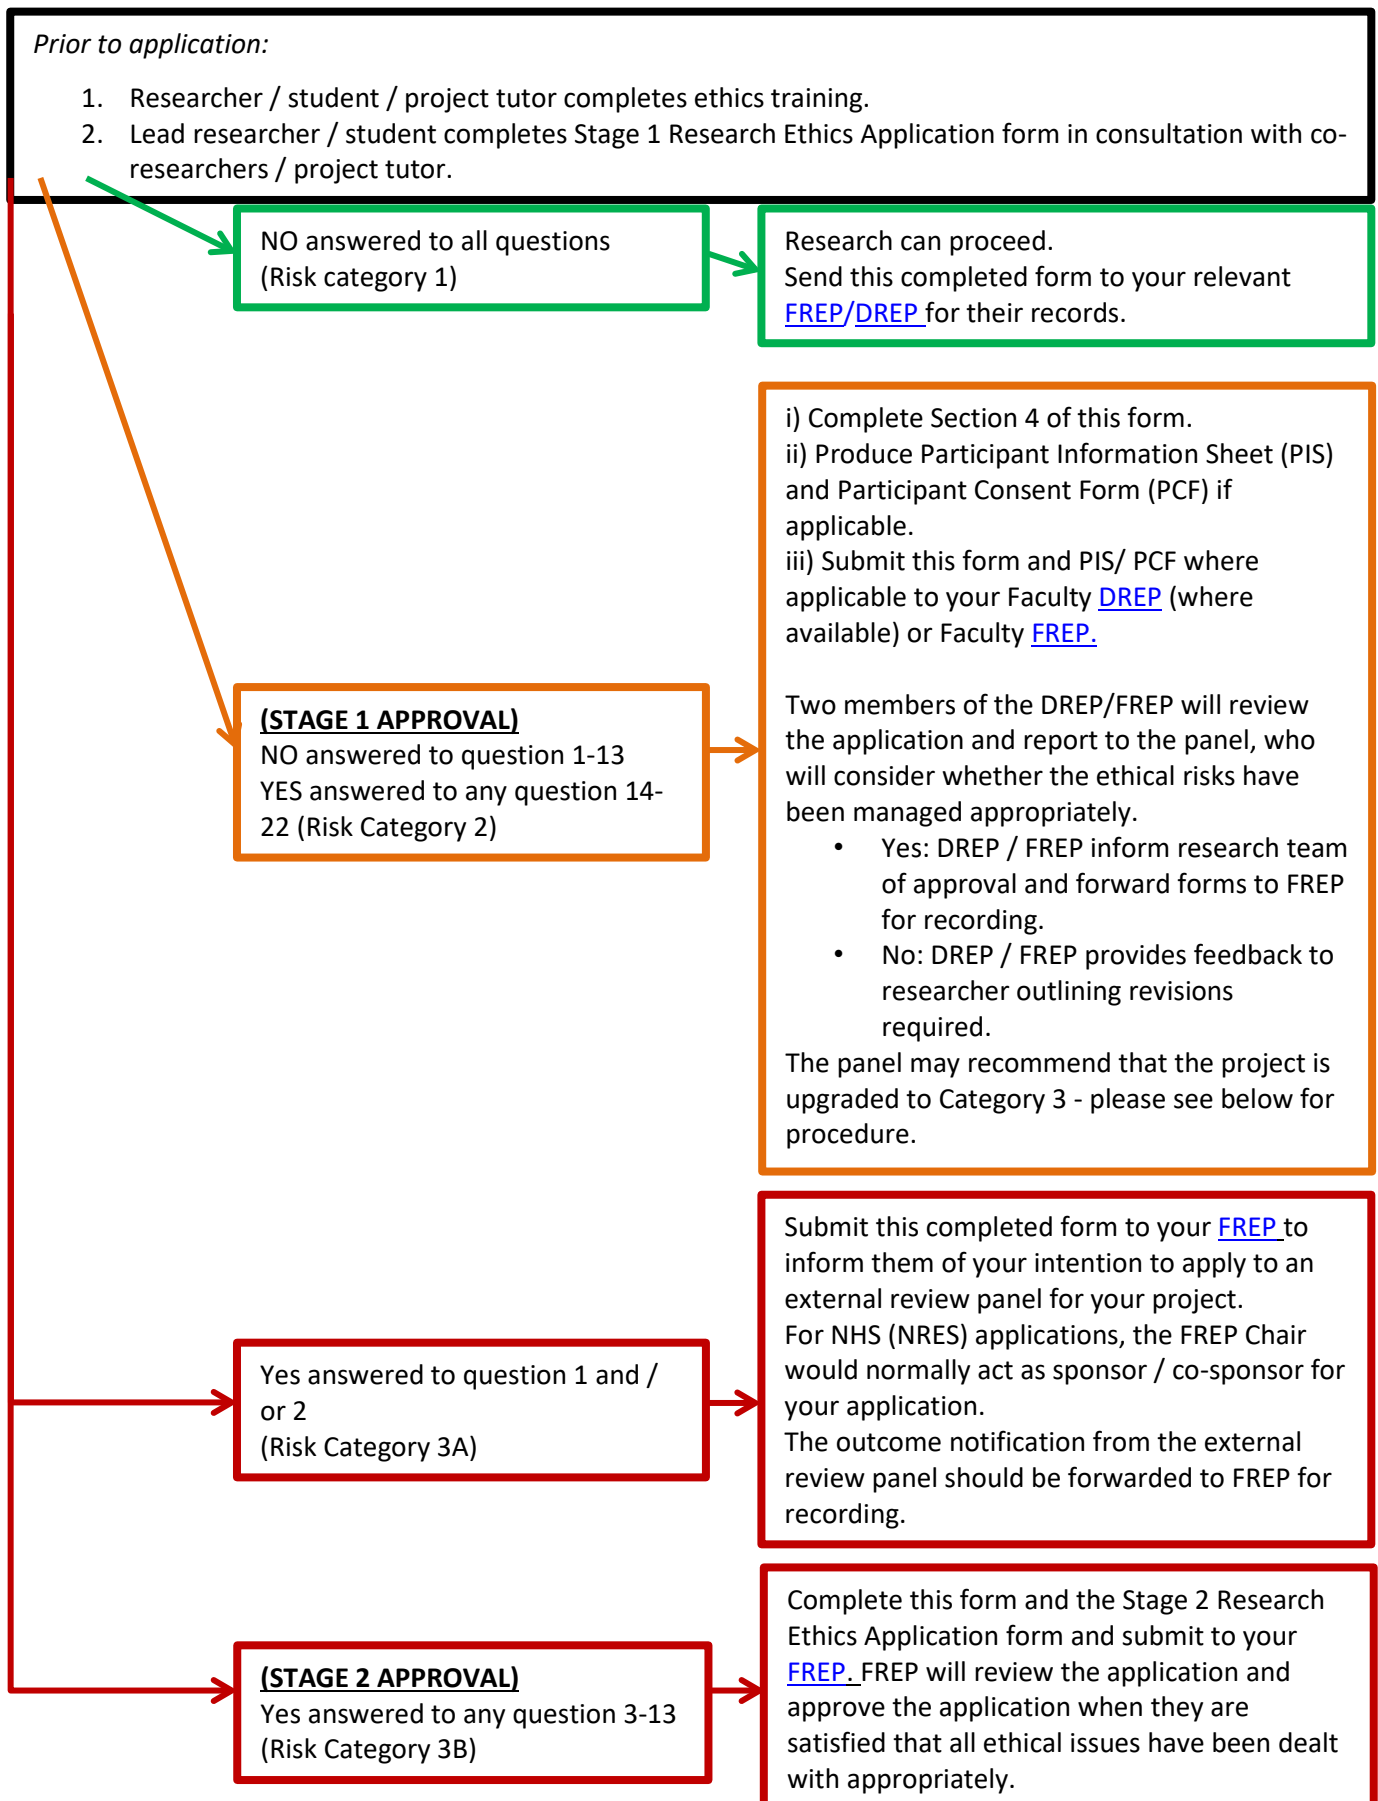 Prior to application:
1. Researcher / student / project tutor completes ethics training.
2. Lead researcher / student completes Stage 1 Research Ethics Application form in consultation with co-
researchers / project tutor.
NO answered to all questions
(Risk category 1)
Research can proceed.
Send this completed form to your relevant
FREP/DREP for their records.
(STAGE 1 APPROVAL)
NO answered to question 1-13
YES answered to any question 14-
22 (Risk Category 2)
i) Complete Section 4 of this form.
ii) Produce Participant Information Sheet (PIS)
and Participant Consent Form (PCF) if
applicable.
iii) Submit this form and PIS/ PCF where
applicable to your Faculty DREP (where
available) or Faculty FREP.
Two members of the DREP/FREP will review
the application and report to the panel, who
will consider whether the ethical risks have
been managed appropriately.
• Yes: DREP / FREP inform research team
of approval and forward forms to FREP
for recording.
• No: DREP / FREP provides feedback to
researcher outlining revisions
required.
The panel may recommend that the project is
upgraded to Category 3 - please see below for
procedure.
Yes answered to question 1 and /
or 2
(Risk Category 3A)
Submit this completed form to your FREP to
inform them of your intention to apply to an
external review panel for your project.
For NHS (NRES) applications, the FREP Chair
would normally act as sponsor / co-sponsor for
your application.
The outcome notification from the external
review panel should be forwarded to FREP for
recording.
(STAGE 2 APPROVAL)
Yes answered to any question 3-13
(Risk Category 3B)
Complete this form and the Stage 2 Research
Ethics Application form and submit to your
FREP. FREP will review the application and
approve the application when they are
satisfied that all ethical issues have been dealt
with appropriately.